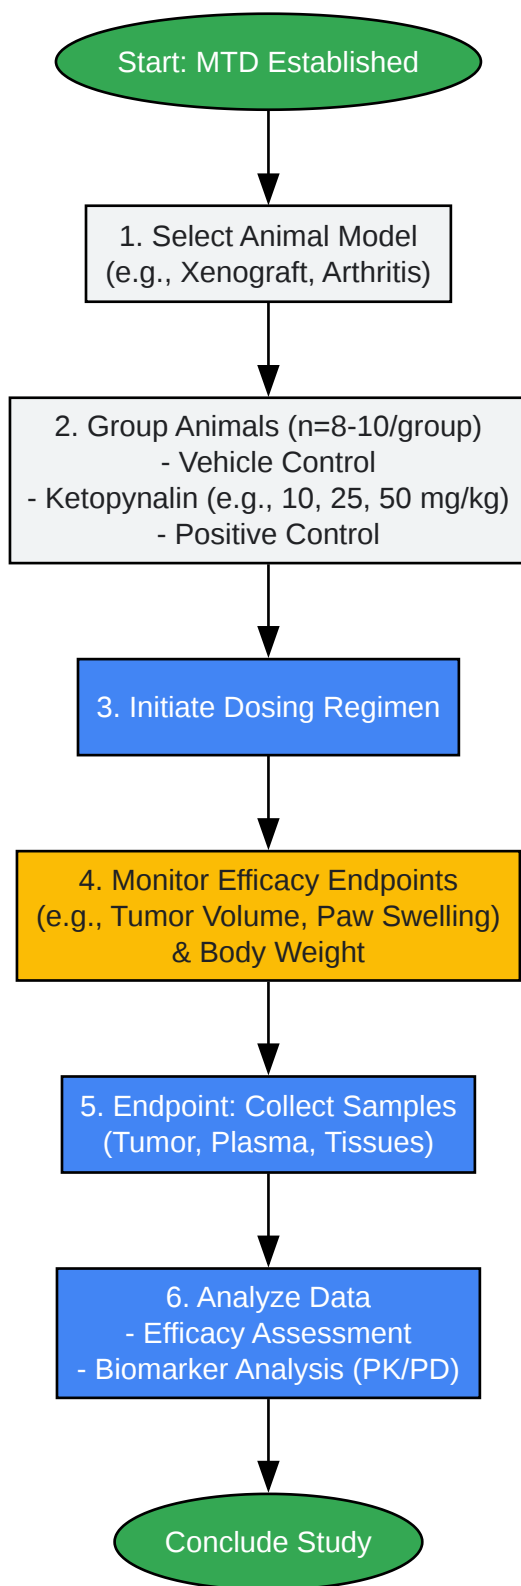 Start: MTD Established
1. Select Animal Model
(e.g., Xenograft, Arthritis)
2. Group Animals (n=8-10/group)
- Vehicle Control
- Ketopynalin (e.g., 10, 25, 50 mg/kg)
- Positive Control
3. Initiate Dosing Regimen
4. Monitor Efficacy Endpoints
(e.g., Tumor Volume, Paw Swelling)
& Body Weight
5. Endpoint: Collect Samples
(Tumor, Plasma, Tissues)
6. Analyze Data
- Efficacy Assessment
- Biomarker Analysis (PK/PD)
Conclude Study